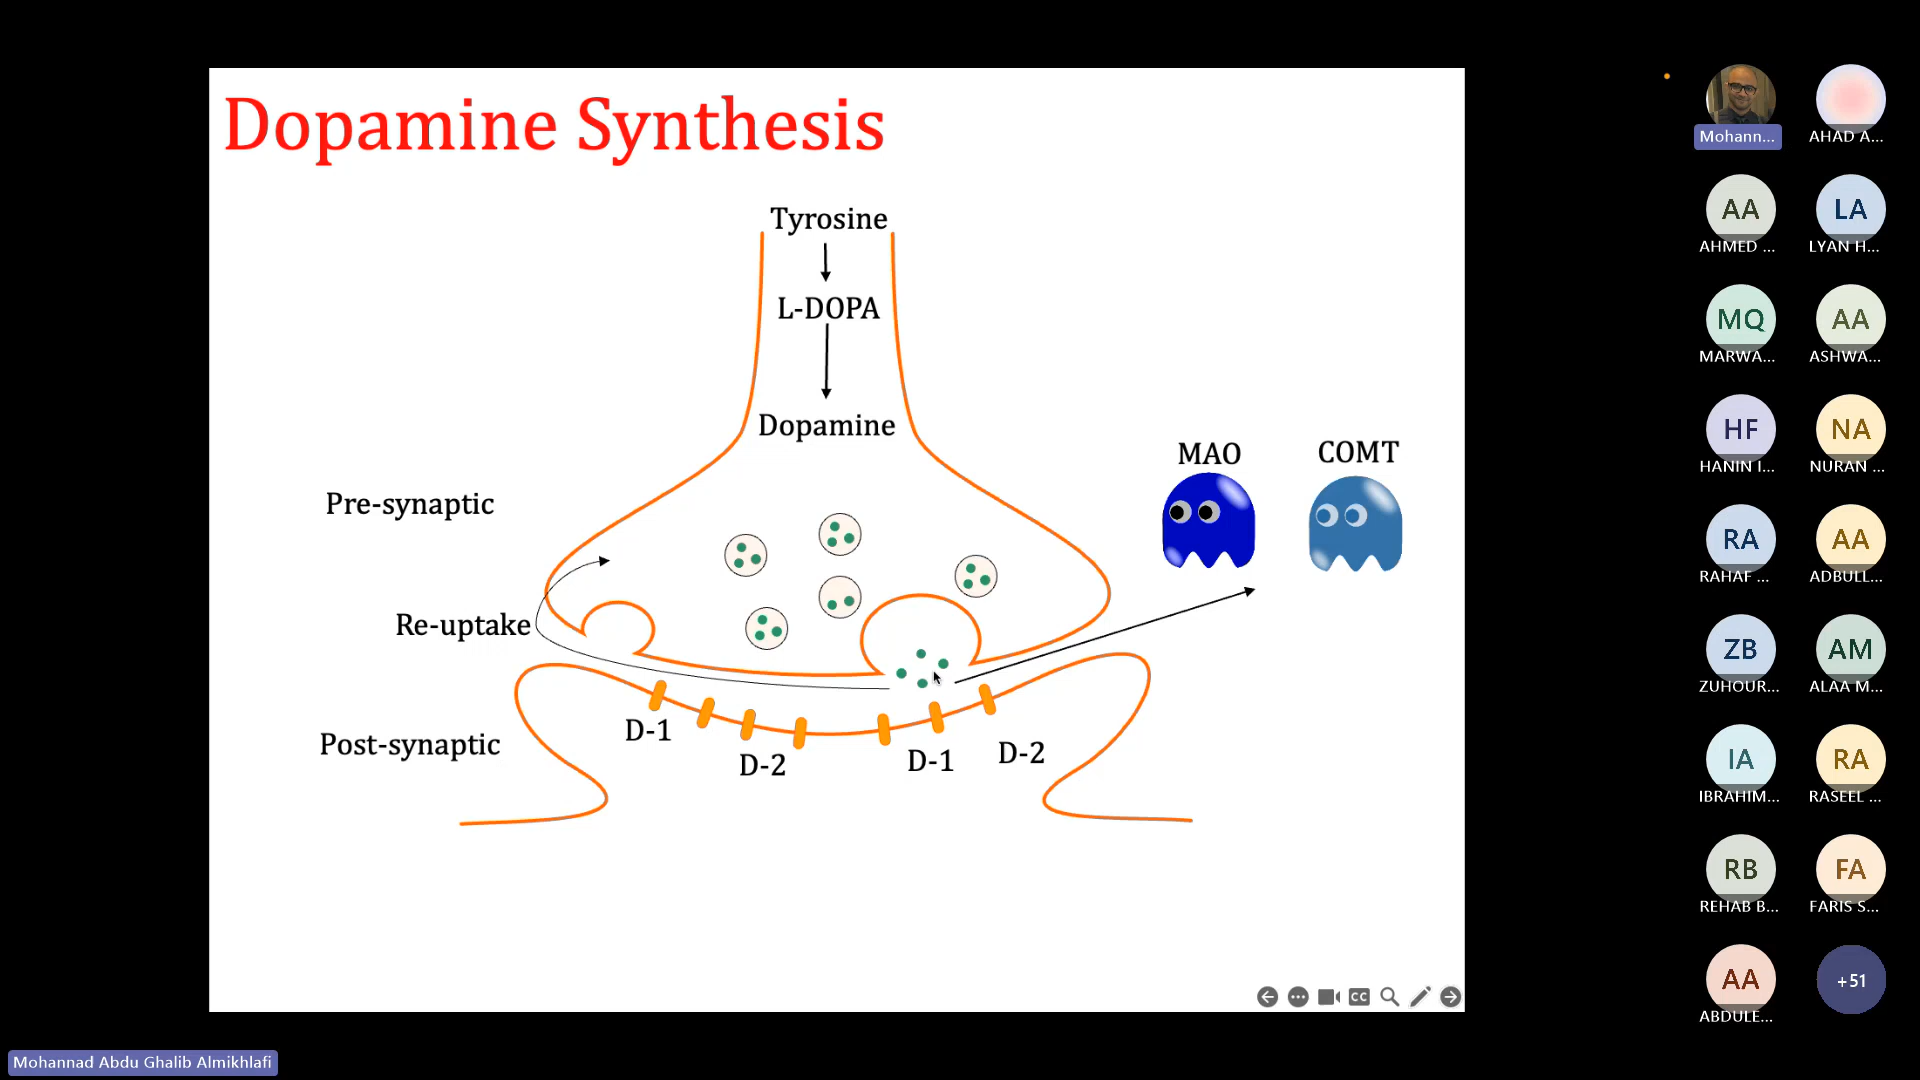 Dopamine Synthesis
Tyrosine
L-DOPA
Dopamine
MAO
COMT
Pre-synaptic
Re-uptake
Post-synaptic
D-1
D-2
D-1
D-2
CC
Mohann...
AHAD A...
AA
LA
AHMED ...
LYAN H...
MQ
AA
MARWA...
ASHWA...
HF
NA
HANIN I...
NURAN ...
RA
AA
RAHAF ...
ADBULL...
ZB
AM
ZUHOUR...
ALAA M...
IA
RA
IBRAHIM...
RASEEL ...
RB
FA
REHAB B...
FARIS S...
AA
+51
ABDULE...
Mohannad Abdu Ghalib Almikhlafi